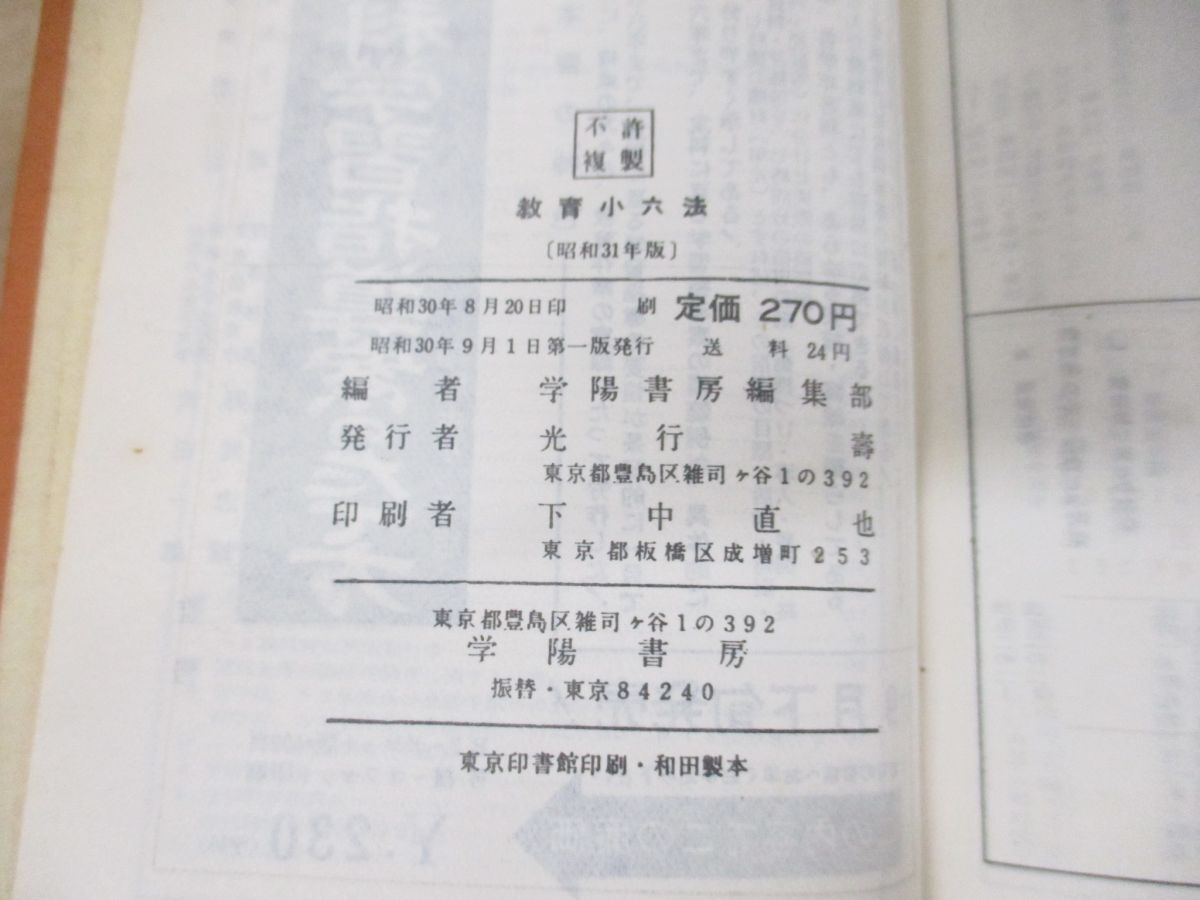 不許
複製
教育小六法
〔昭和31年版〕
昭和30年8月20日印刷 定価 270円
昭和30年9月1日第一版発行 送料 24円
編者 学陽書房編集部
発行者 光行壽
東京都豊島区雑司ヶ谷1の392
印刷者 下中直也
東京都板橋区成増町253
東京都豊島区雑司ヶ谷1の392
学陽書房
振替・東京84240
東京印書館印刷・和田製本